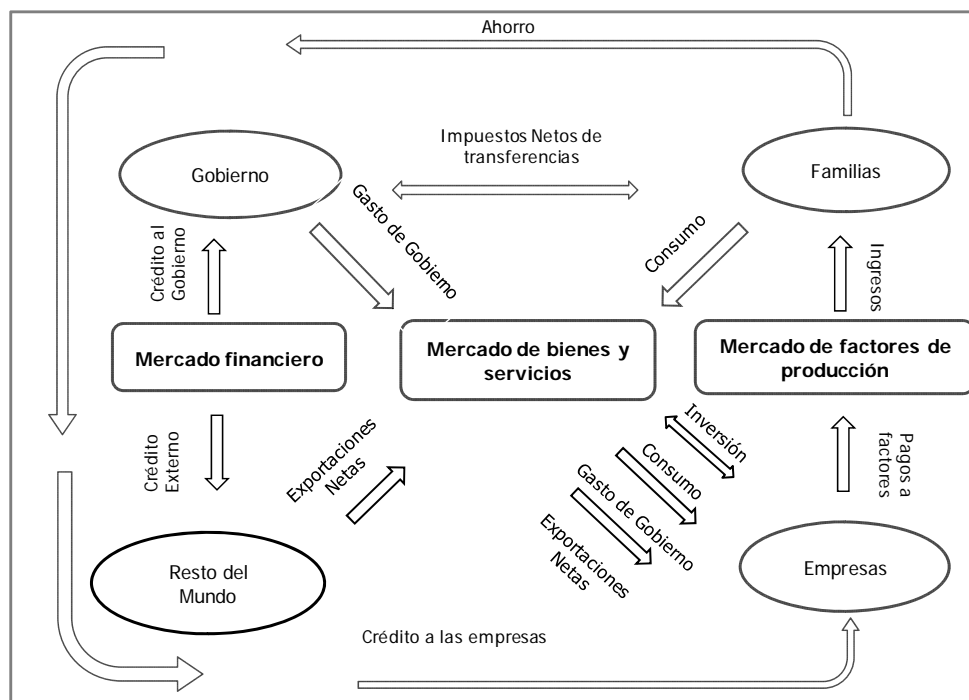 Ahorro
Impuestos Netos de
transferencias
Gobierno
Familias
Gasto de Gobierno
Consumo
Crédito al
Gobierno
Ingresos
Mercado financiero
Mercado de bienes y
servicios
Mercado de factores de
producción
Crédito
Externo
Exportaciones
Netas
Inversión
Consumo
Gasto de Gobierno
Exportaciones
Netas
Pagos a
factores
Resto del
Mundo
Empresas
Crédito a las empresas